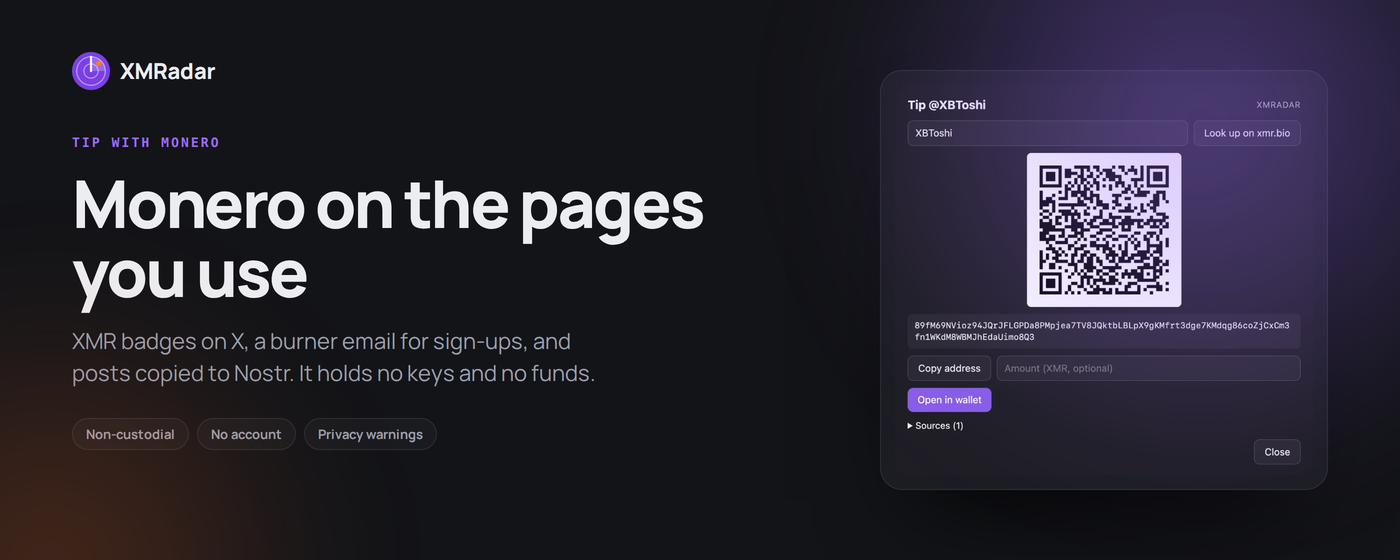 XMRadar
TIP WITH MONERO
Monero on the pages
you use
XMR badges on X, a burner email for sign-ups, and
posts copied to Nostr. It holds no keys and no funds.
Non-custodial
No account
Privacy warnings
Tip @XBToshi
XMRADAR
XBToshi
Look up on xmr.bio
89fM69NVioz94JQrJFLGPDa8PMpjea7TV8JQktbLBLpX9gKMfrt3dge7KMdqg86coZjCxCm3
fn1WKdM8WBMJhEdaUimo8Q3
Copy address
Amount (XMR, optional)
Open in wallet
Sources (1)
Close